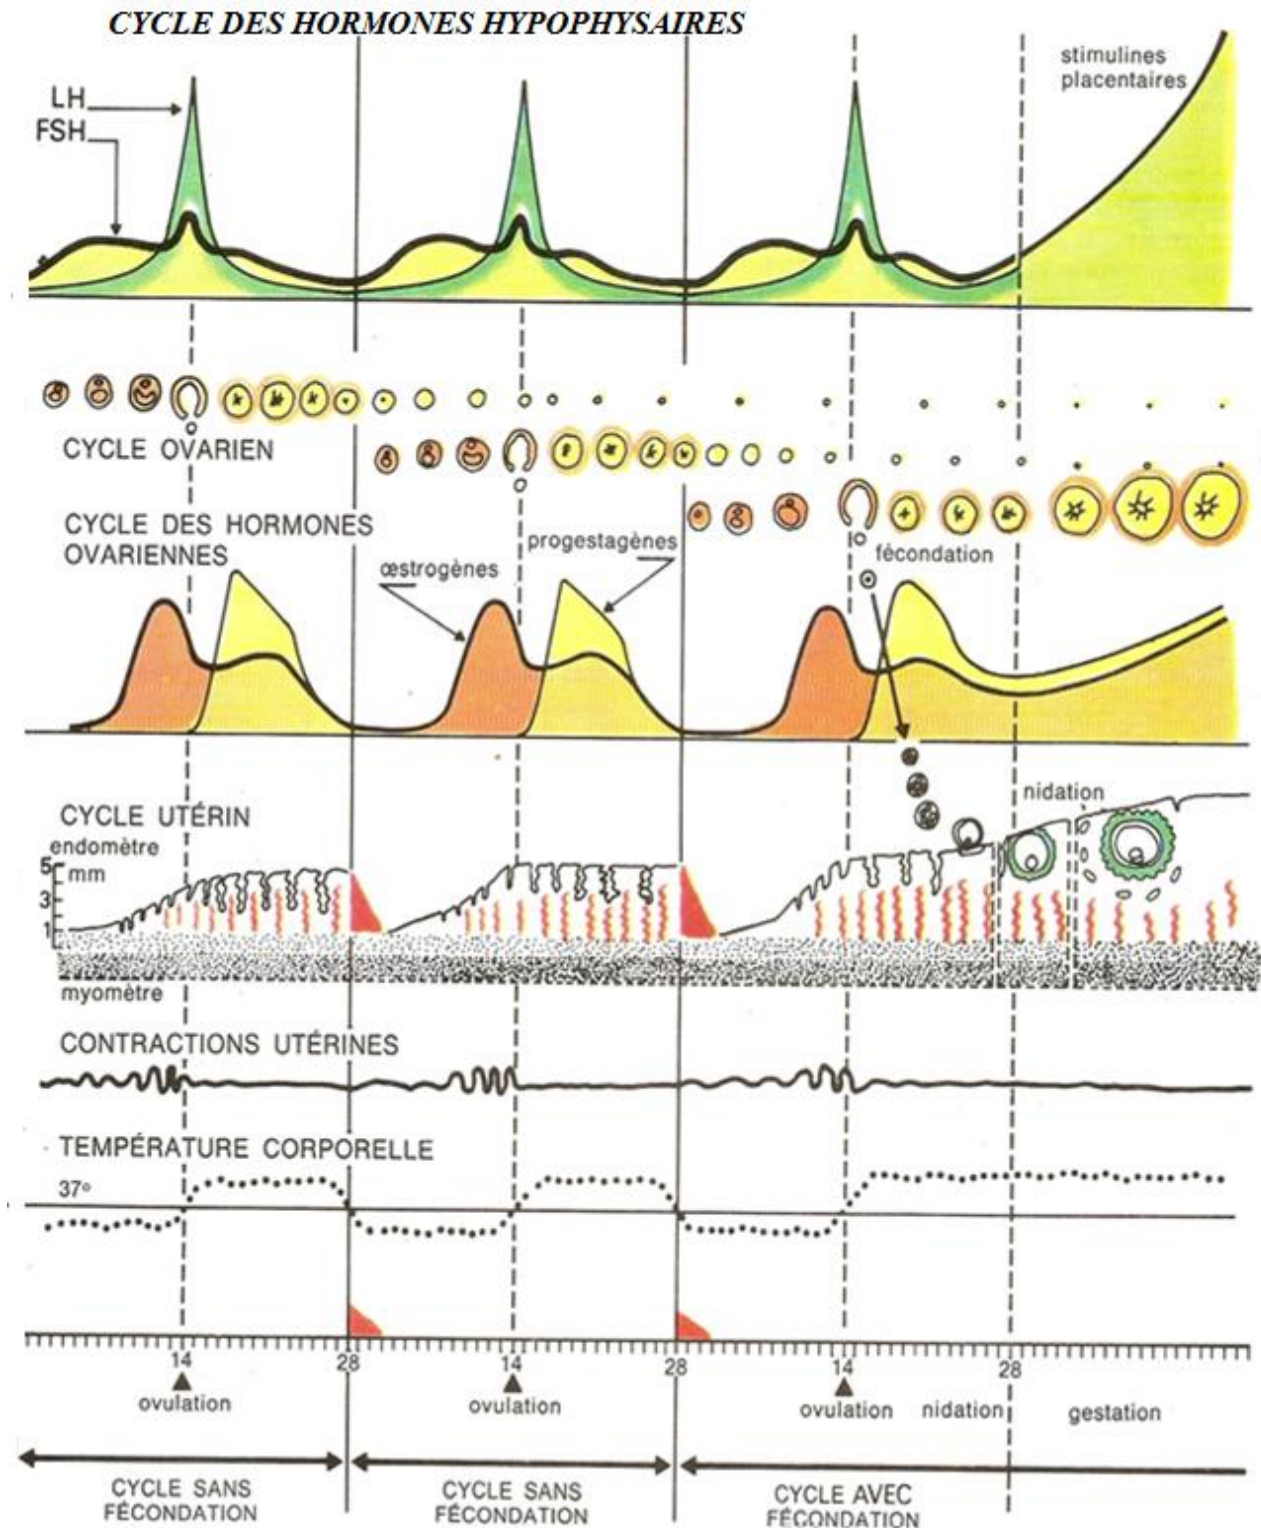 CYCLE DES HORMONES HYPOPHYSAIRES
stimulines
placentaires
LH
FSH
CYCLE OVARIEN
CYCLE DES HORMONES
OVARIENNES
œstrogènes
progestagènes
fécondation
CYCLE UTÉRIN
endomètre
nidation
5
mm
3
1
myomètre
CONTRACTIONS UTÉRINES
TEMPÉRATURE CORPORELLE
37°
14 28 14 28 14 28
ovulation ovulation ovulation nidation gestation
CYCLE SANS
FÉCONDATION
CYCLE SANS
FÉCONDATION
CYCLE AVEC
FÉCONDATION